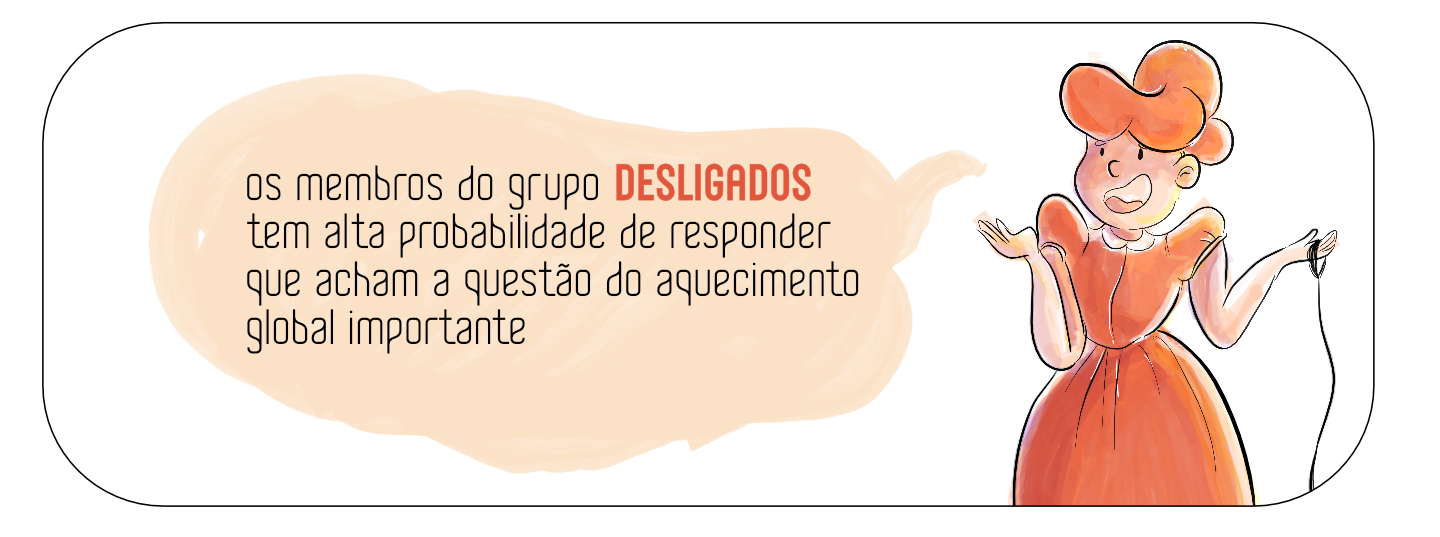 os membros do grupo DESLIGADOS
tem alta probabilidade de responder
que acham a questão do aquecimento
global importante